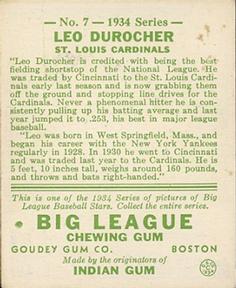 No. 7 — 1934 Series —
LEO DUROCHER
ST. LOUIS CARDINALS
"Leo Durocher is credited with being the best
fielding shortstop of the National League. He
was traded by Cincinnati to the St. Louis Cardi-
nals early last season and is now grabbing them
off the ground and stopping line drives for the
Cardinals. Never a phenomenal hitter he is con-
sistently pulling up his batting average and last
year jumped it to .253, his best in major league
baseball.
"Leo was born in West Springfield, Mass., and
began his career with the New York Yankees
regularly in 1928. In 1930 he went to Cincinnati
and was traded last year to the Cardinals. He is
5 feet, 10 inches tall, weighs around 160 pounds,
and throws and bats right-handed."
This is one of the 1934 Series of pictures of Big
League Baseball Stars. Collect the entire series.
BIG LEAGUE
CHEWING GUM
GOUDEY GUM CO. BOSTON
Made by the originators of
INDIAN GUM